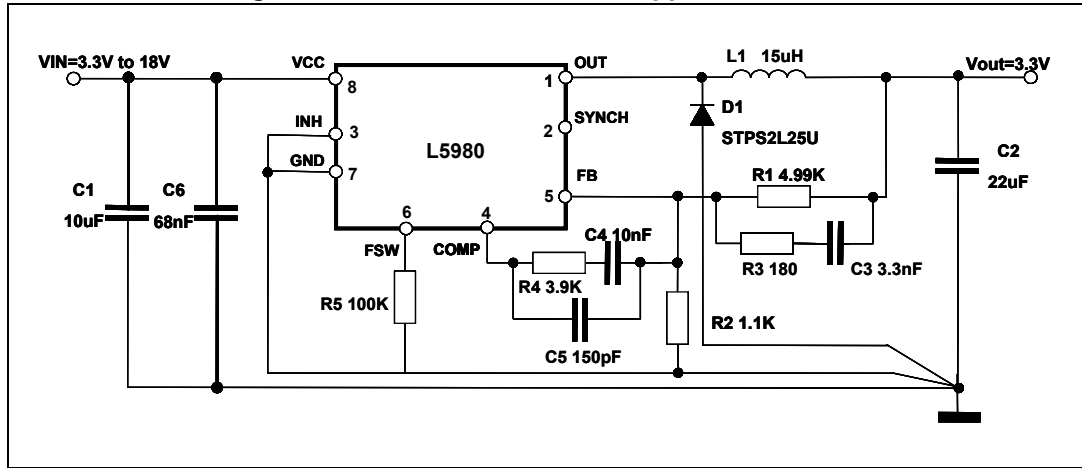 VIN=3.3V to 18V
VCC
8
INH
3
GND
7
L5980
OUT
1
SYNCH
2
FB
5
6
FSW
4
COMP
L1 15uH
Vout=3.3V
D1
STPS2L25U
C1
10uF
C6
68nF
R5 100K
C4 10nF
R4 3.9K
C5 150pF
R1 4.99K
R3 180
C3 3.3nF
R2 1.1K
C2
22uF